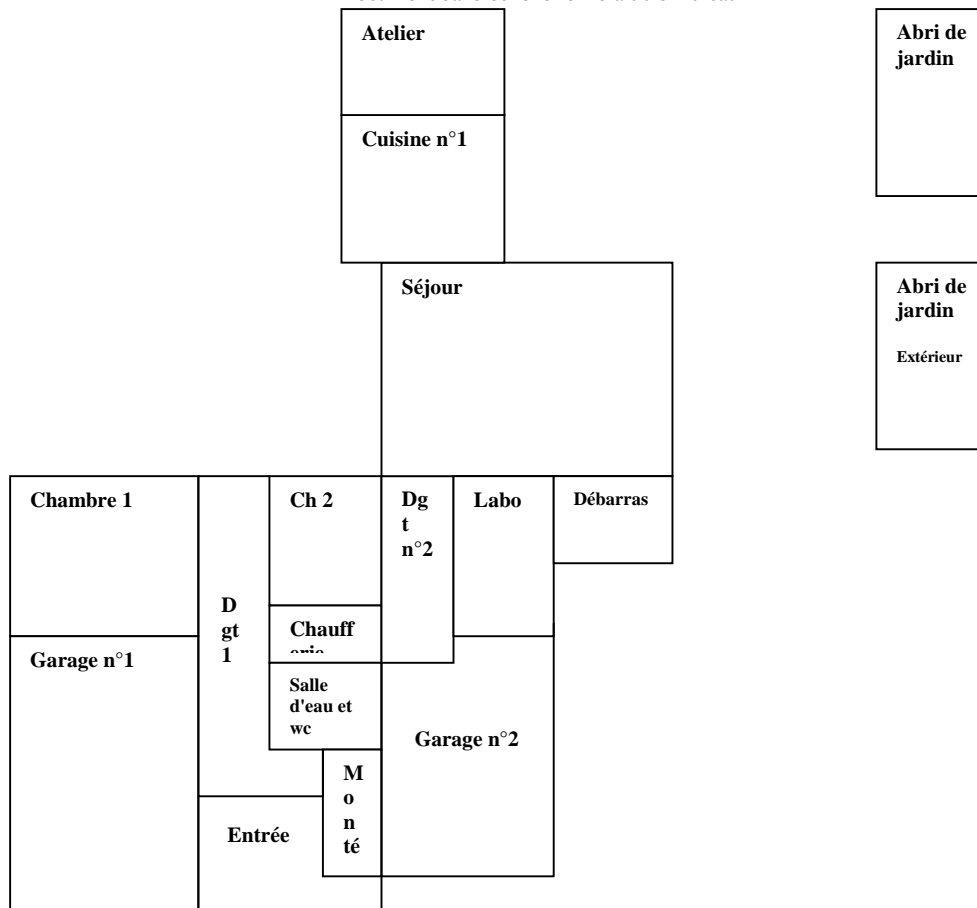 Atelier
Abri de
jardin
Cuisine n°1
Séjour
Abri de
jardin
Extérieur
Chambre 1
Ch 2
Dg
t
n°2
Labo
Débarras
D
gt
1
Chauff
Garage n°1
Salle
d'eau et
wc
Garage n°2
M
o
n
té
Entrée